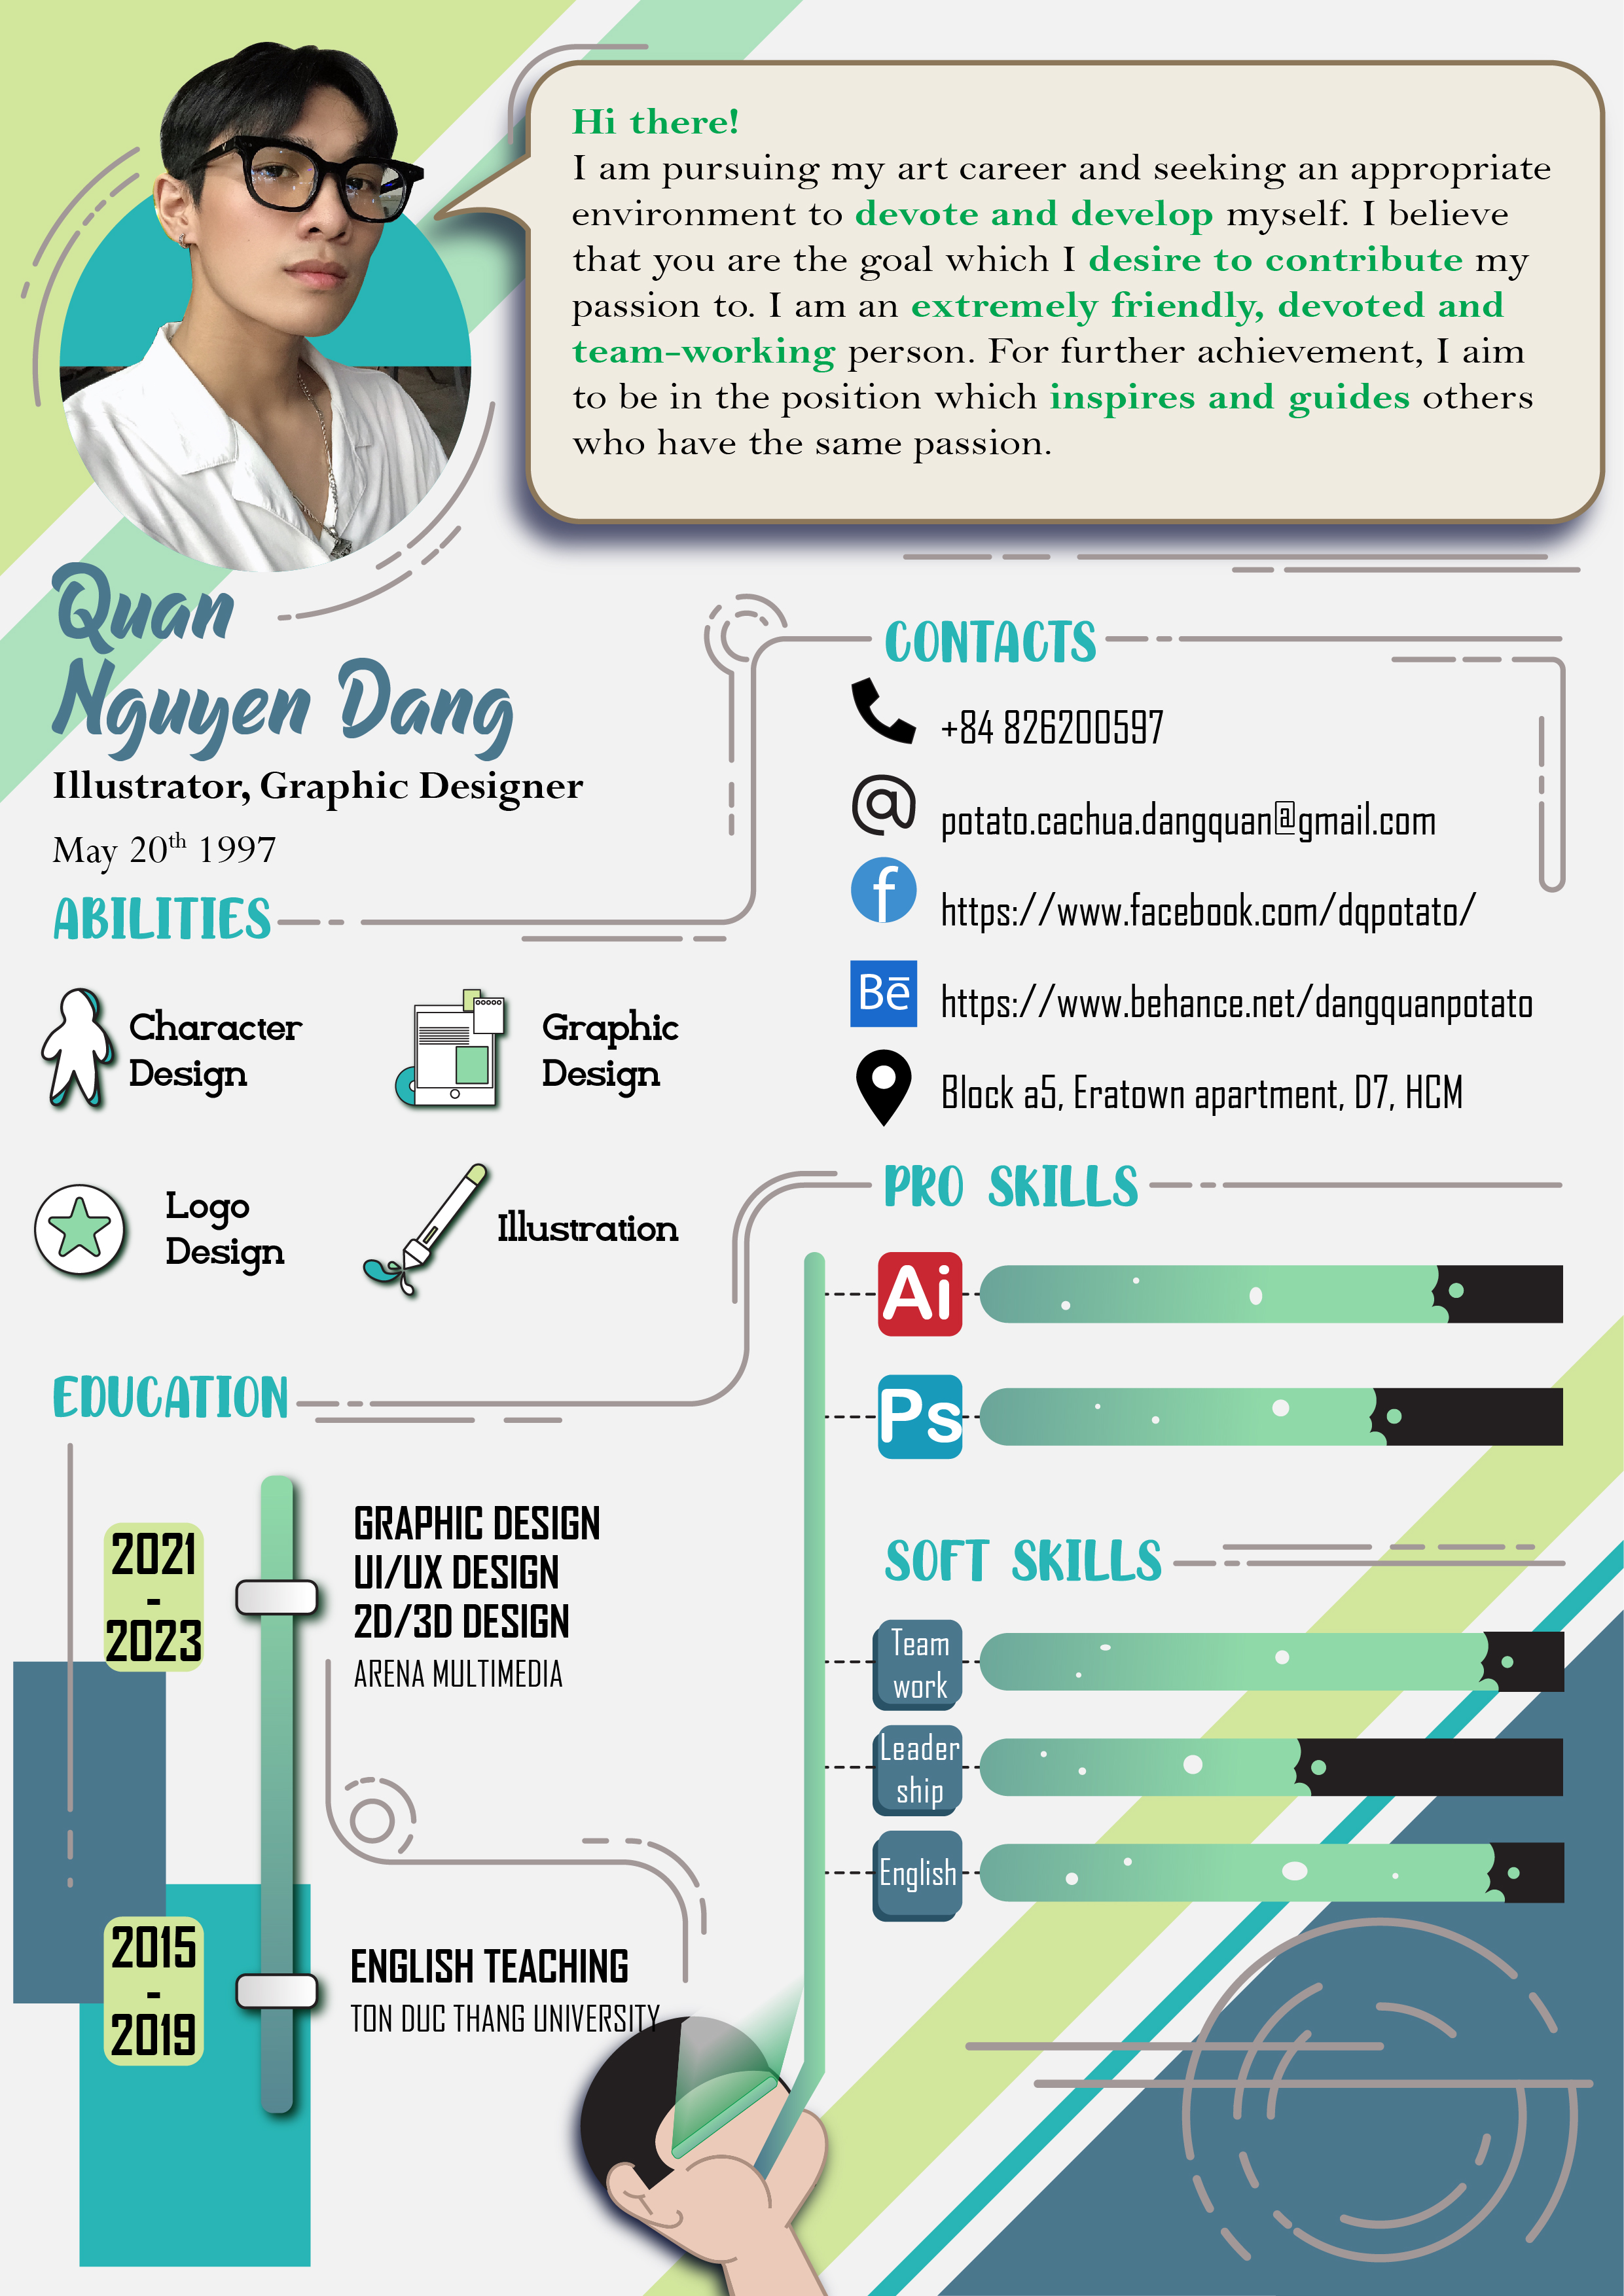 Hi there!
I am pursuing my art career and seeking an appropriate
environment to devote and develop myself. I believe
that you are the goal which I desire to contribute my
passion to. I am an extremely friendly, devoted and
team-working person. For further achievement, I aim
to be in the position which inspires and guides others
who have the same passion.
Quan
Nguyen Dang
Illustrator, Graphic Designer
May 20th 1997
ABILITIES
Character
Design
Graphic
Design
Logo
Design
Illustration
EDUCATION
2021
-
2023
GRAPHIC DESIGN
UI/UX DESIGN
2D/3D DESIGN
ARENA MULTIMEDIA
2015
-
2019
ENGLISH TEACHING
TON DUC THANG UNIVERSITY
CONTACTS
+84 826200597
@
potato.cachua.dangquan@gmail.com
f
https://www.facebook.com/dqpotato/
Bē
https://www.behance.net/dangquanpotato
Block a5, Eratown apartment, D7, HCM
PRO SKILLS
Ai
Ps
SOFT SKILLS
Team
work
Leader
ship
English